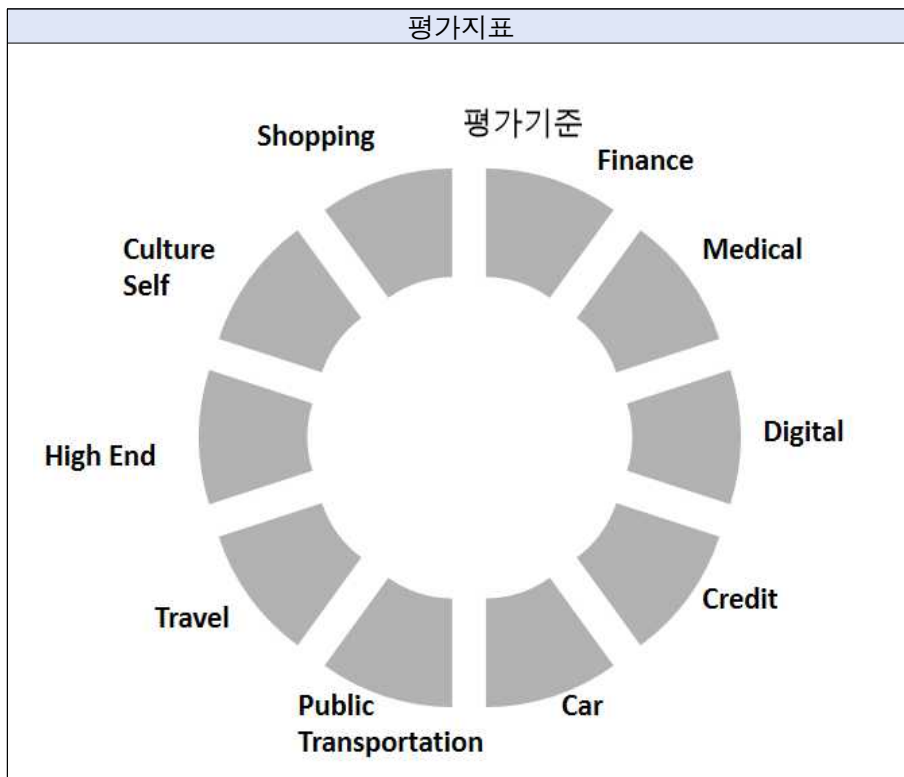 평가지표
평가기준
Shopping
Finance
Culture
Self
Medical
High End
Digital
Travel
Credit
Public
Transportation
Car